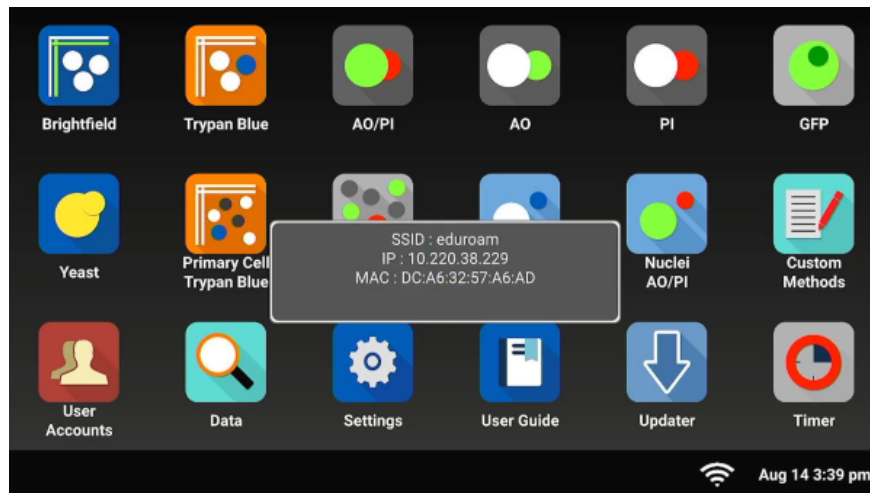 Brightfield
Trypan Blue
AO/PI
AO
PI
GFP
Yeast
Primary Cell
Trypan Blue
SSID : eduroam
IP : 10.220.38.229
MAC : DC:A6:32:57:A6:AD
Nuclei
AO/PI
Custom
Methods
User
Accounts
Data
Settings
User Guide
Updater
Timer
Aug 14 3:39 pm